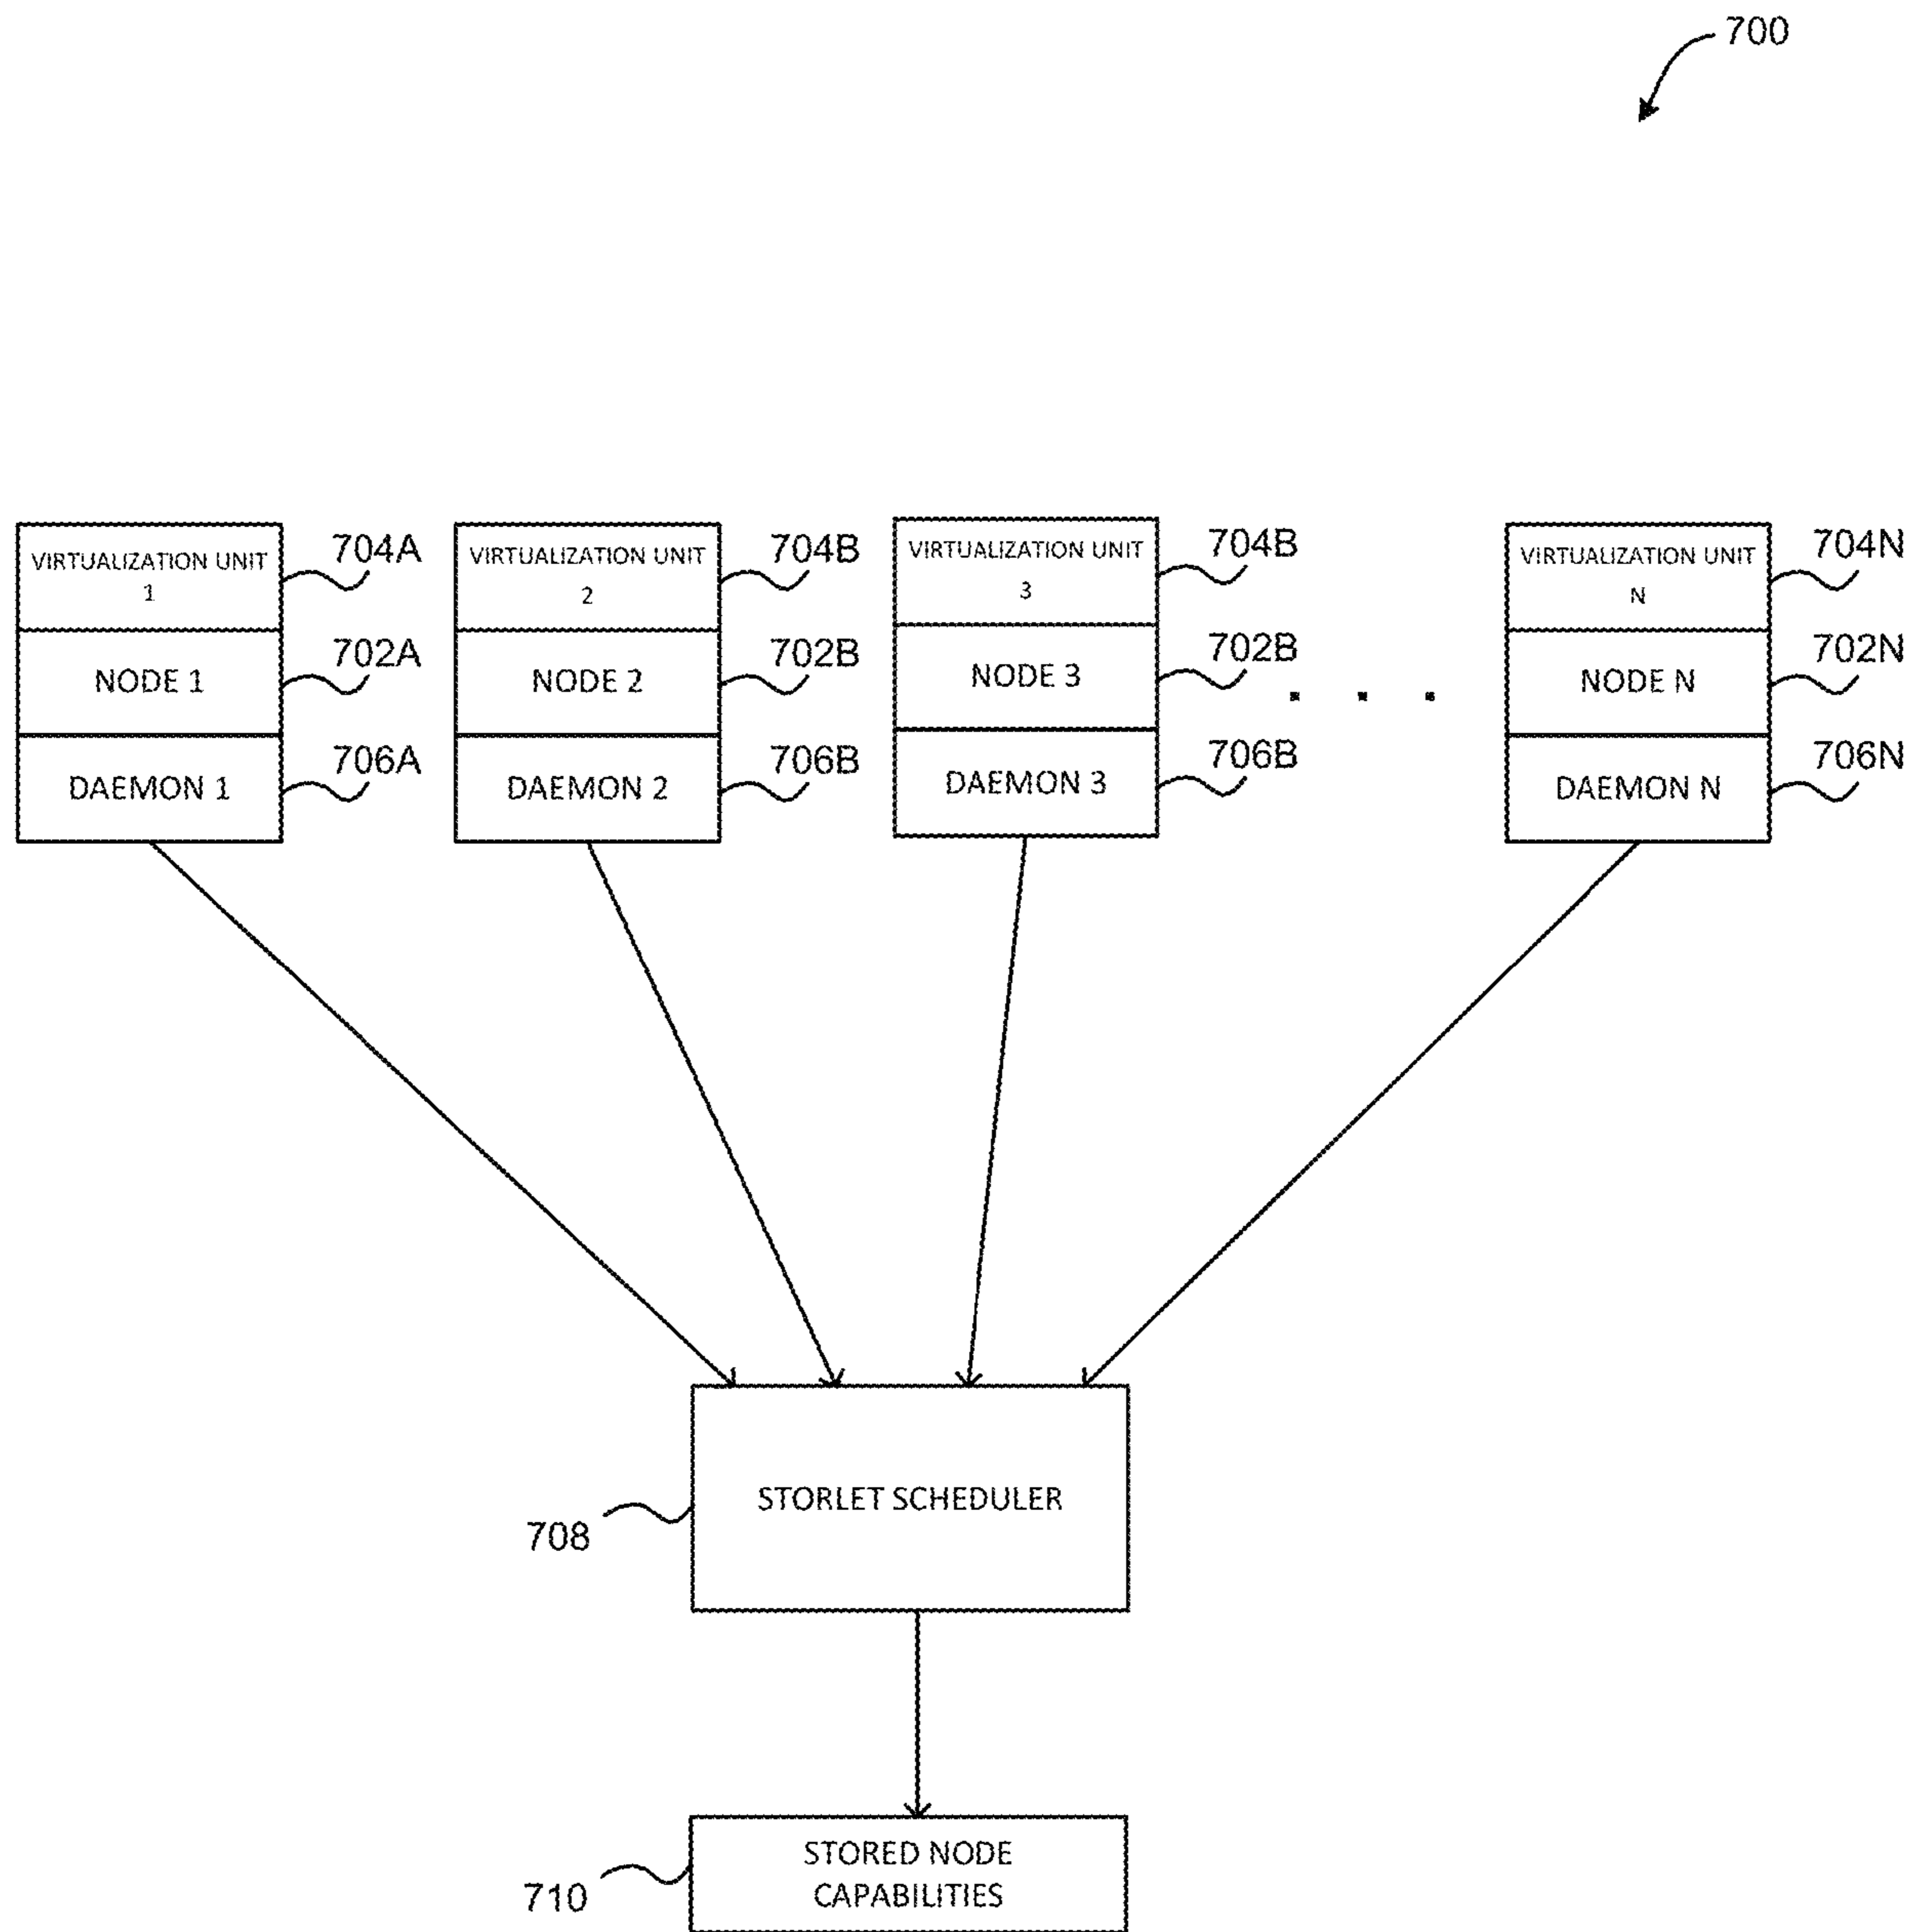 700
VIRTUALIZATION UNIT
1
704A
NODE 1
702A
DAEMON 1
706A
VIRTUALIZATION UNIT
2
704B
NODE 2
702B
DAEMON 2
706B
VIRTUALIZATION UNIT
3
704B
NODE 3
702B
DAEMON 3
706B
. . .
VIRTUALIZATION UNIT
N
704N
NODE N
702N
DAEMON N
706N
STORLET SCHEDULER
708
STORED NODE
CAPABILITIES
710